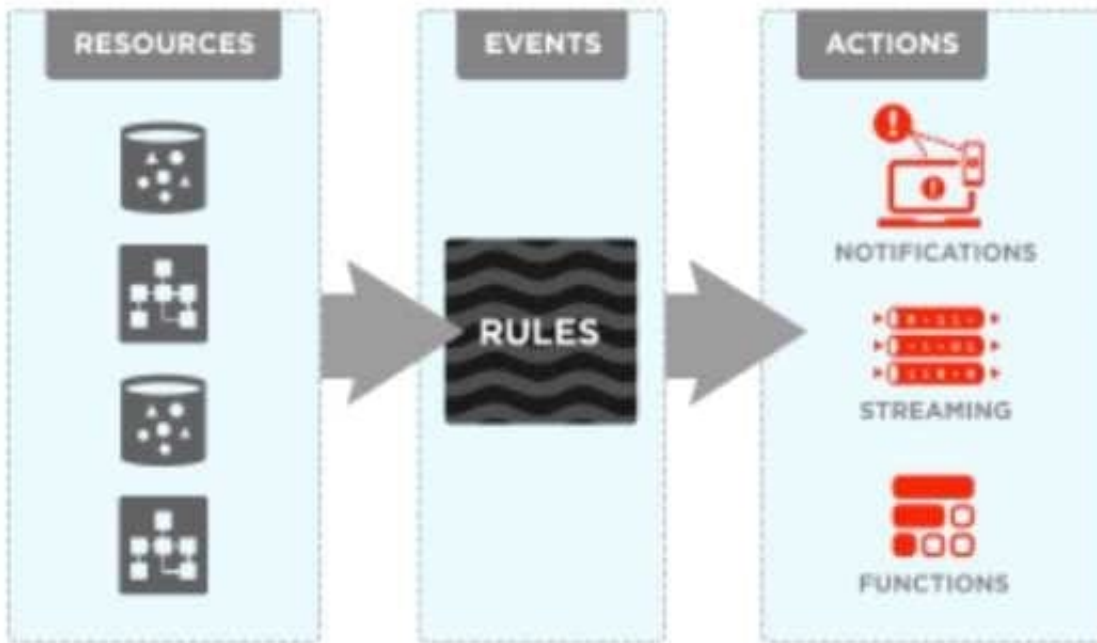 RESOURCES
EVENTS
ACTIONS
NOTIFICATIONS
RULES
STREAMING
FUNCTIONS